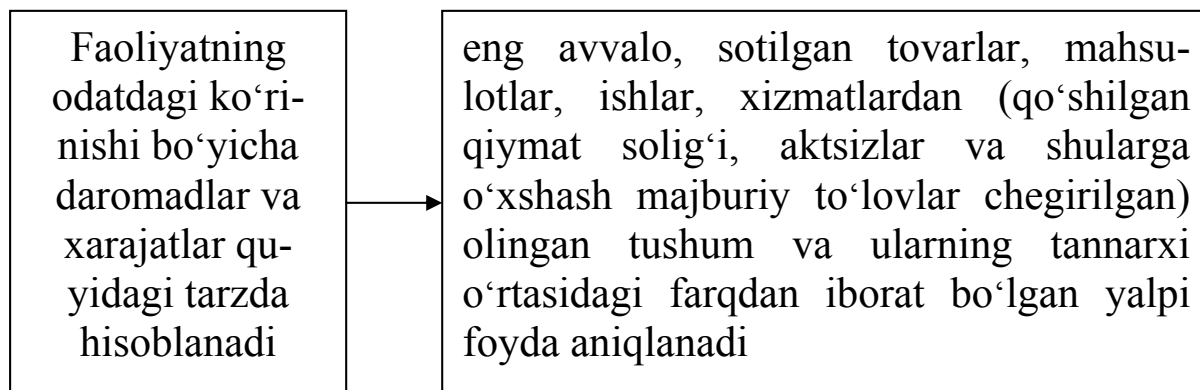 Faoliyatning
odatdagi ko‘ri-
nishi bo‘yicha
daromadlar va
xarajatlar qu-
yidagi tarzda
hisoblanadi
eng avvalo, sotilgan tovarlar, mahsu-
lotlar, ishlar, xizmatlardan (qo‘shilgan
qiymat solig‘i, aktsizlar va shularga
o‘xshash majburiy to‘lovlar chegirilgan)
olingan tushum va ularning tannarxi
o‘rtasidagi farqdan iborat bo‘lgan yalpi
foyda aniqlanadi